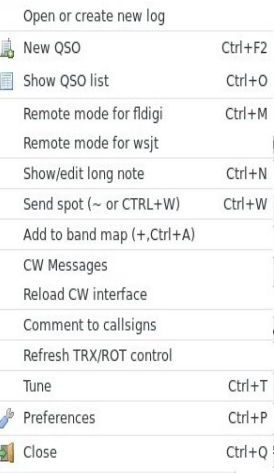 Open or create new log
New QSO Ctrl+F2
Show QSO list Ctrl+O
Remote mode for fldigi Ctrl+M
Remote mode for wsjt
Show/edit long note Ctrl+N
Send spot (~ or CTRL+W) Ctrl+W
Add to band map (+,Ctrl+A)
CW Messages
Reload CW interface
Comment to callsigns
Refresh TRX/ROT control
Tune Ctrl+T
Preferences Ctrl+P
Close Ctrl+Q